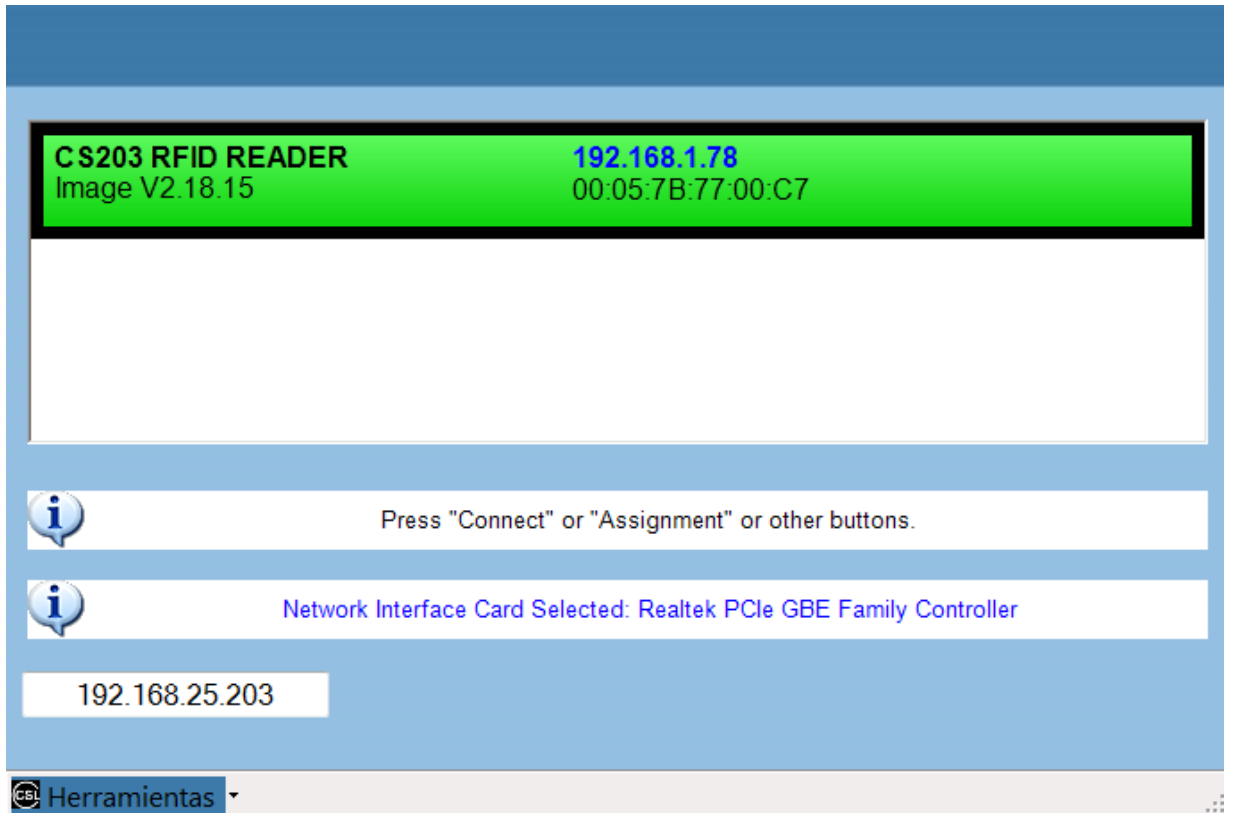 CS203 RFID READER 192.168.1.78
Image V2.18.15 00:05:7B:77:00:C7
Press "Connect" or "Assignment" or other buttons.
Network Interface Card Selected: Realtek PCIe GBE Family Controller
192.168.25.203
CSL Herramientas